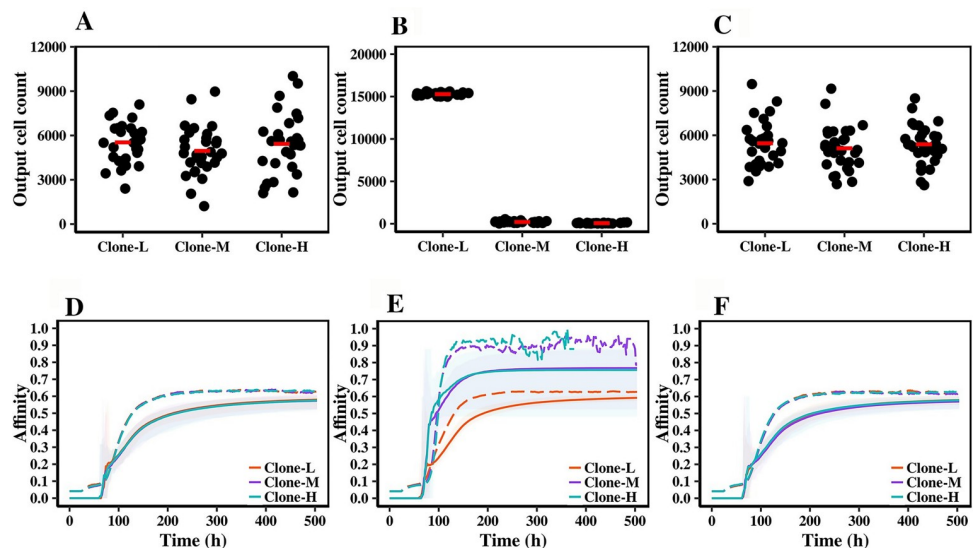 A
B
C
Output cell count
12000
9000
6000
3000
0
Clone-L Clone-M Clone-H
Output cell count
20000
15000
10000
5000
0
Clone-L Clone-M Clone-H
Output cell count
12000
9000
6000
3000
0
Clone-L Clone-M Clone-H
D
E
F
Affinity
1.0
0.9
0.8
0.7
0.6
0.5
0.4
0.3
0.2
0.1
0.0
Clone-L
Clone-M
Clone-H
0 100 200 300 400 500
Time (h)
Affinity
1.0
0.9
0.8
0.7
0.6
0.5
0.4
0.3
0.2
0.1
0.0
Clone-L
Clone-M
Clone-H
0 100 200 300 400 500
Time (h)
Affinity
1.0
0.9
0.8
0.7
0.6
0.5
0.4
0.3
0.2
0.1
0.0
Clone-L
Clone-M
Clone-H
0 100 200 300 400 500
Time (h)